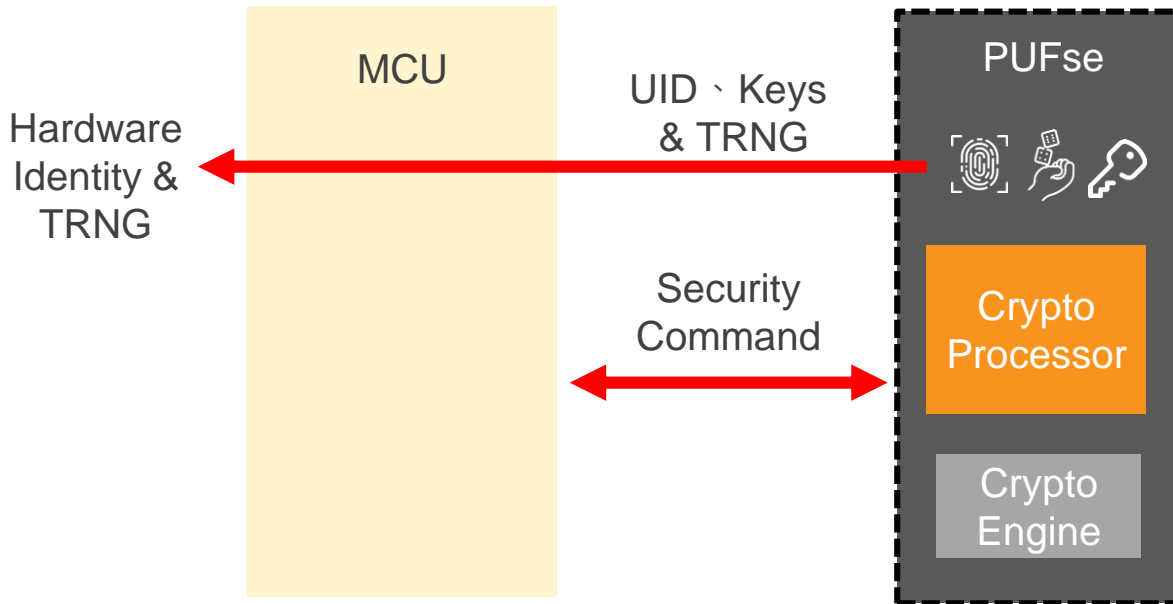 MCU
PUFse
UID、Keys
& TRNG
Hardware
Identity &
TRNG
Security
Command
Crypto
Processor
Crypto
Engine